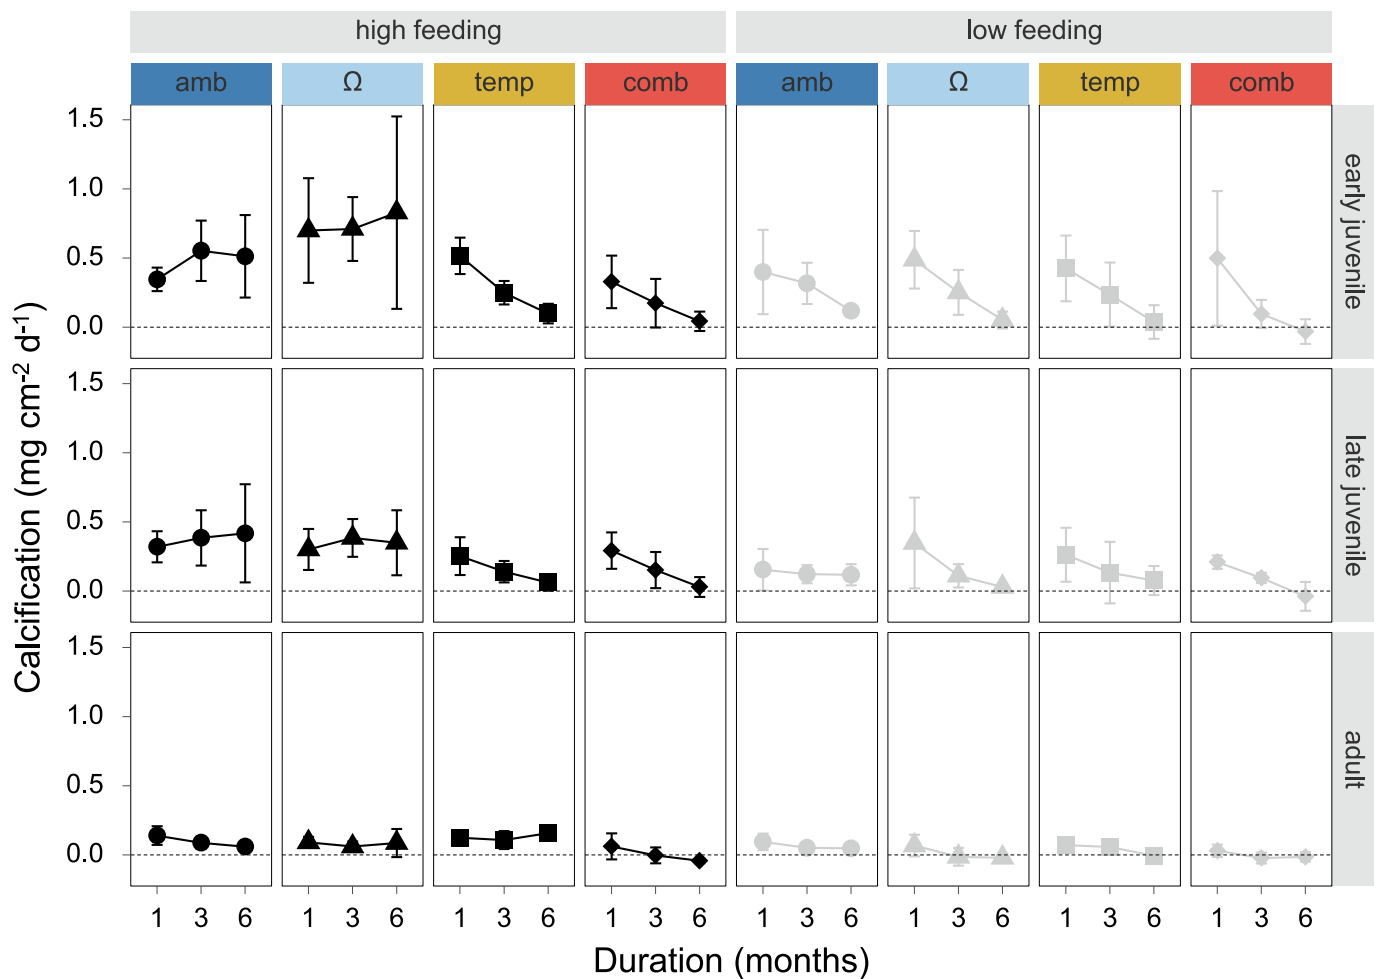 high feeding low feeding
amb Ω temp comb amb Ω temp comb
1.5
1.0
0.5
0.0
early juvenile
1.5
1.0
0.5
0.0
late juvenile
1.5
1.0
0.5
0.0
adult
Calcification (mg cm⁻² d⁻¹)
1 3 6 1 3 6 1 3 6 1 3 6 1 3 6 1 3 6 1 3 6 1 3 6
Duration (months)